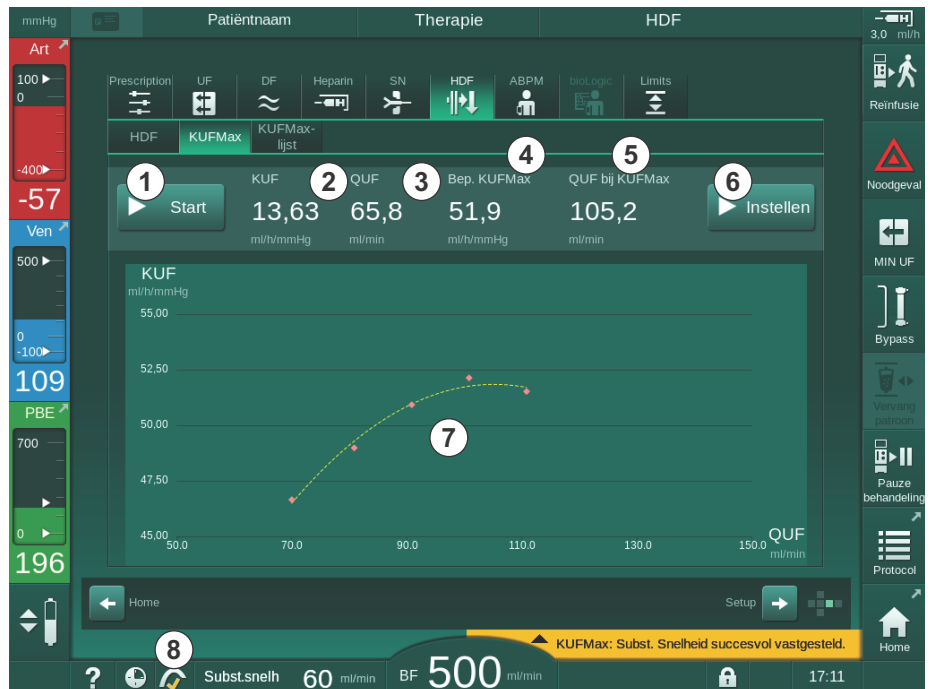 mmHg
Patiëntnaam
Therapie
HDF
3,0 ml/h
Art
100
0
-400
-57
Ven
500
0
-100
109
PBE
700
0
196
Prescription
UF
DF
Heparin
SN
HDF
ABPM
bioLogic
Limits
HDF
KUFMax
KUFMax-
lijst
1
2
3
4
5
6
Start
KUF
13,63
ml/h/mmHg
QUF
65,8
ml/min
Bep. KUFMax
51,9
ml/h/mmHg
QUF bij KUFMax
105,2
ml/min
Instellen
KUF
ml/h/mmHg
55,00
52,50
50,00
47,50
45,00
7
50.0
70.0
90.0
110.0
130.0
150.0
QUF
ml/min
Home
Setup
KUFMax: Subst. Snelheid succesvol vastgesteld.
8
?
Subst.snelh
60 ml/min
BF 500 ml/min
17:11
Reïnfusie
Noodgeval
MIN UF
Bypass
Vervang
patroon
Pauze
behandeling
Protocol
Home